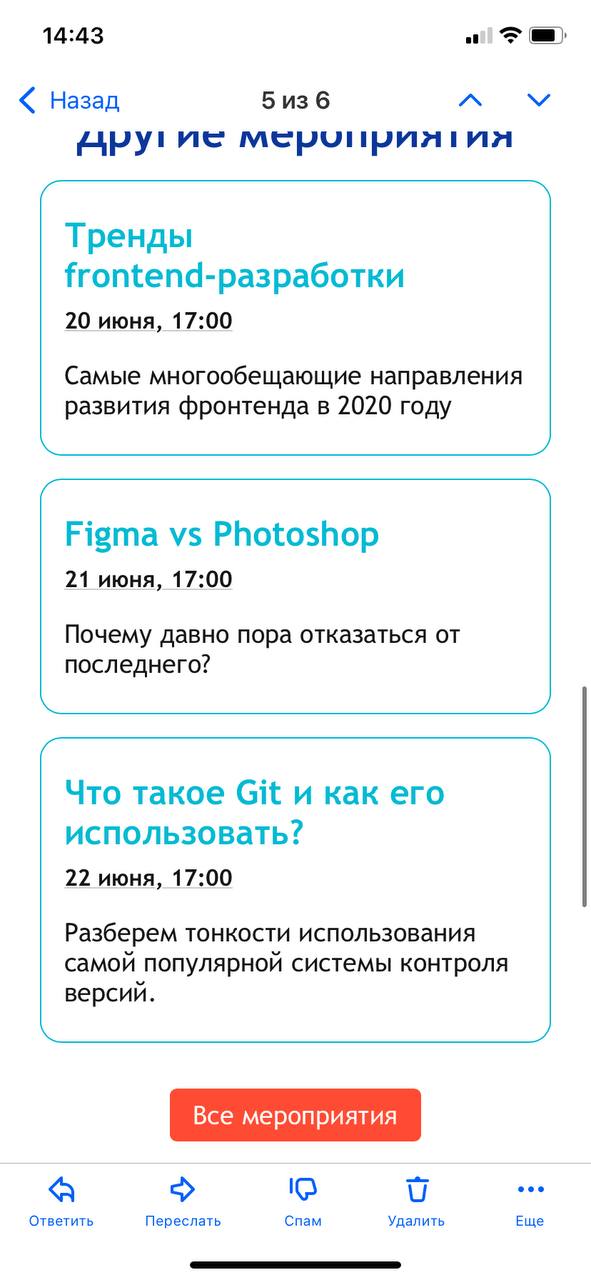 14:43
Назад
5 из 6
Другие мероприятия
Тренды
frontend-разработки
20 июня, 17:00
Самые многообещающие направления
развития фронтенда в 2020 году
Figma vs Photoshop
21 июня, 17:00
Почему давно пора отказаться от
последнего?
Что такое Git и как его
использовать?
22 июня, 17:00
Разберем тонкости использования
самой популярной системы контроля
версий.
Все мероприятия
Ответить
Переслать
Спам
Удалить
Еще